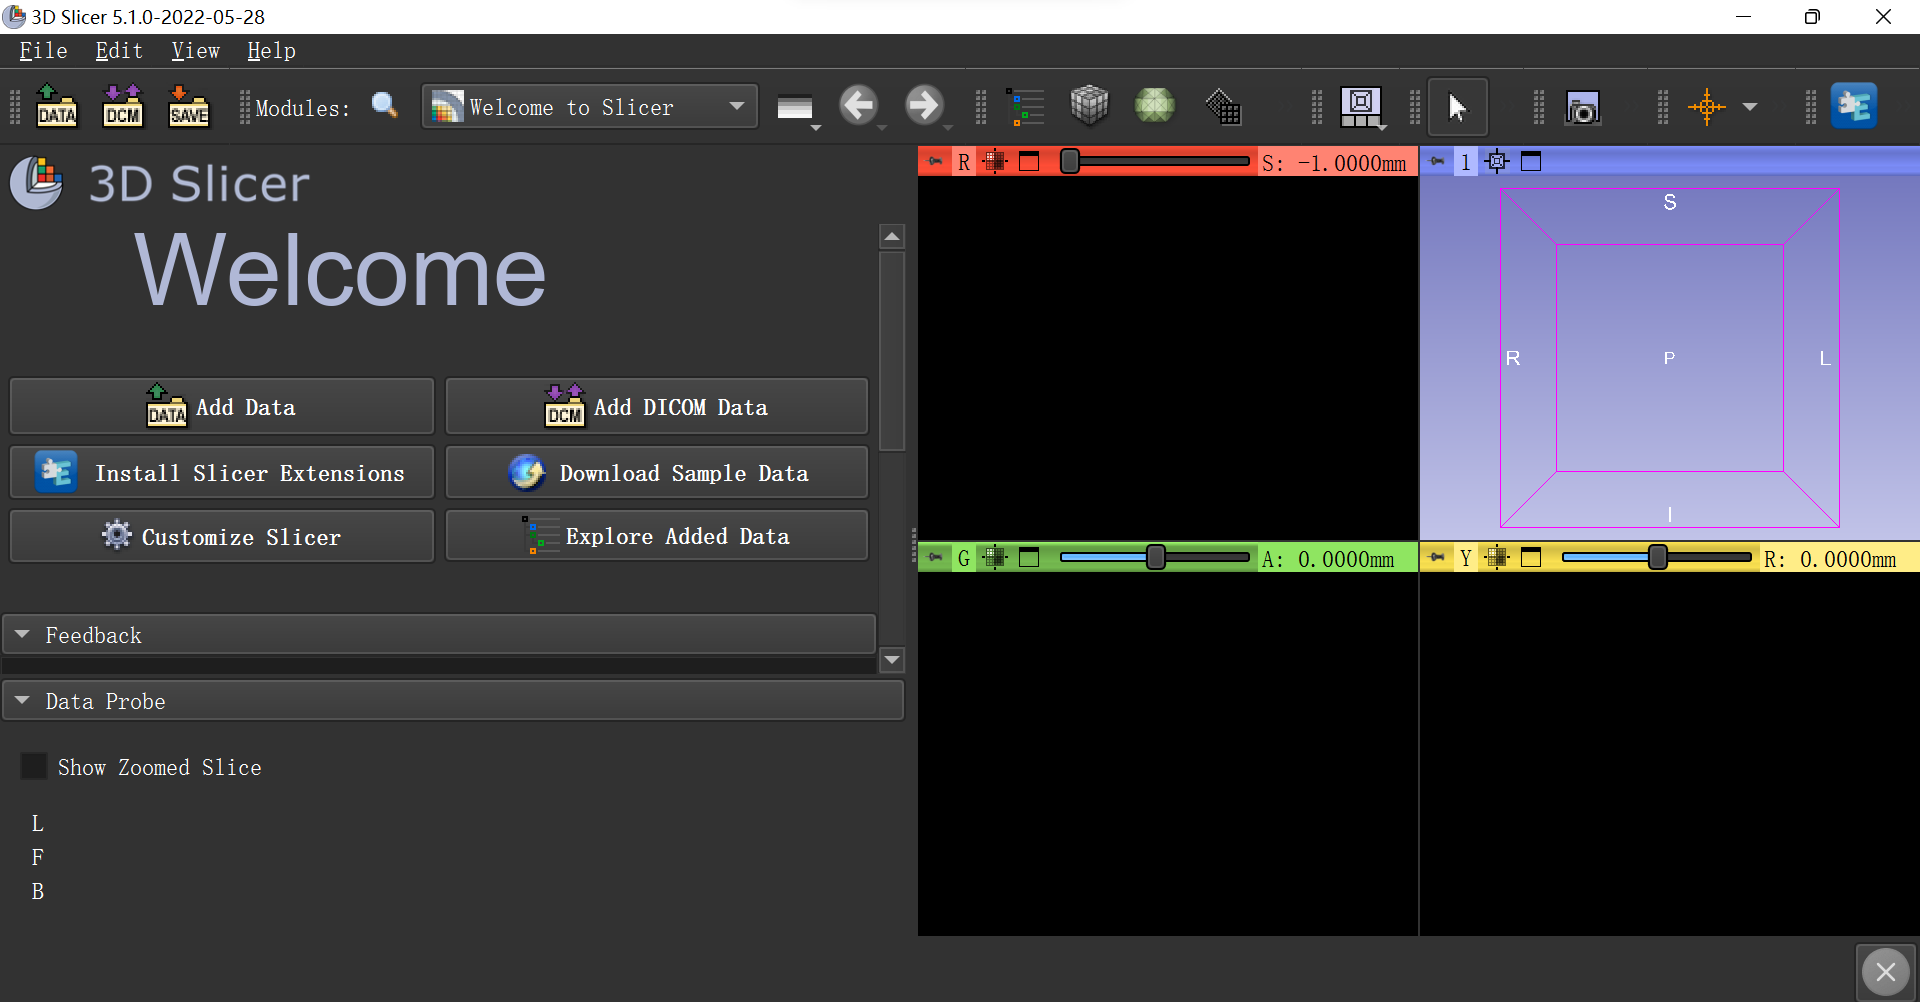 3D Slicer 5.1.0-2022-05-28
File Edit View Help
DATA DCM SAVE Modules: Welcome to Slicer
3D Slicer
Welcome
DATA Add Data
DCM Add DICOM Data
Install Slicer Extensions
Download Sample Data
Customize Slicer
Explore Added Data
Feedback
Data Probe
Show Zoomed Slice
L
F
B
R S: -1.0000mm
1
S
R P L
I
G A: 0.0000mm
Y R: 0.0000mm